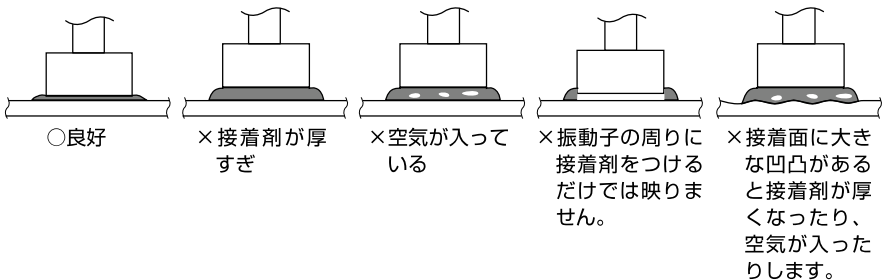 ○良好
×接着剤が厚
すぎ
×空気が入って
いる
×振動子の周りに
接着剤をつける
だけでは映りま
せん。
×接着面に大き
な凹凸がある
と接着剤が厚
くなったり、
空気が入った
りします。